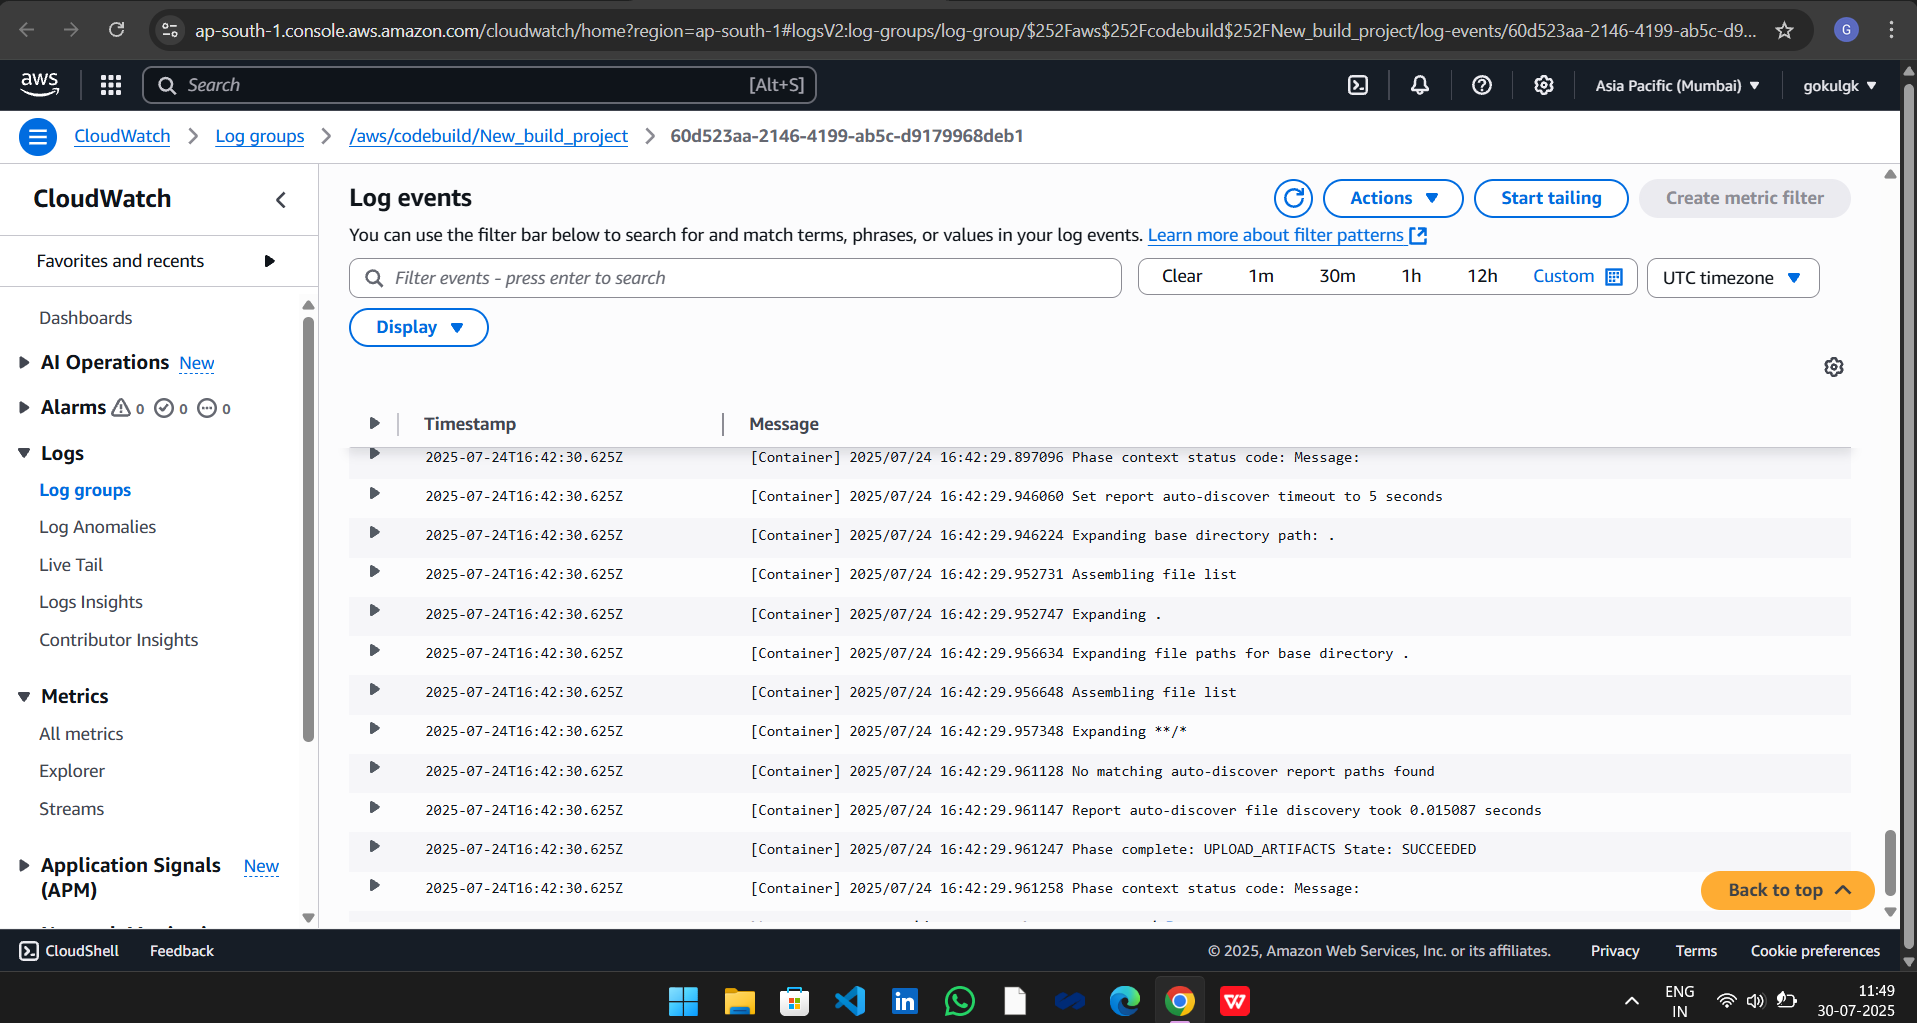 ap-south-1.console.aws.amazon.com/cloudwatch/home?region=ap-south-1#logsV2:log-groups/log-group/$252Faws$252Fcodebuild$252FNew_build_project/log-events/60d523aa-2146-4199-ab5c-d9...
G
aws
Search [Alt+S]
Asia Pacific (Mumbai)
gokulgk
CloudWatch
Log groups
/aws/codebuild/New_build_project
60d523aa-2146-4199-ab5c-d9179968deb1
CloudWatch
Favorites and recents
Dashboards
AI Operations New
Alarms 0 0 0
Logs
Log groups
Log Anomalies
Live Tail
Logs Insights
Contributor Insights
Metrics
All metrics
Explorer
Streams
Application Signals New
(APM)
Log events
Actions
Start tailing
Create metric filter
You can use the filter bar below to search for and match terms, phrases, or values in your log events. Learn more about filter patterns
Filter events - press enter to search
Clear 1m 30m 1h 12h Custom
UTC timezone
Display
Timestamp Message
2025-07-24T16:42:30.625Z [Container] 2025/07/24 16:42:29.897096 Phase context status code: Message:
2025-07-24T16:42:30.625Z [Container] 2025/07/24 16:42:29.946060 Set report auto-discover timeout to 5 seconds
2025-07-24T16:42:30.625Z [Container] 2025/07/24 16:42:29.946224 Expanding base directory path: .
2025-07-24T16:42:30.625Z [Container] 2025/07/24 16:42:29.952731 Assembling file list
2025-07-24T16:42:30.625Z [Container] 2025/07/24 16:42:29.952747 Expanding .
2025-07-24T16:42:30.625Z [Container] 2025/07/24 16:42:29.956634 Expanding file paths for base directory .
2025-07-24T16:42:30.625Z [Container] 2025/07/24 16:42:29.956648 Assembling file list
2025-07-24T16:42:30.625Z [Container] 2025/07/24 16:42:29.957348 Expanding **/*
2025-07-24T16:42:30.625Z [Container] 2025/07/24 16:42:29.961128 No matching auto-discover report paths found
2025-07-24T16:42:30.625Z [Container] 2025/07/24 16:42:29.961147 Report auto-discover file discovery took 0.015087 seconds
2025-07-24T16:42:30.625Z [Container] 2025/07/24 16:42:29.961247 Phase complete: UPLOAD_ARTIFACTS State: SUCCEEDED
2025-07-24T16:42:30.625Z [Container] 2025/07/24 16:42:29.961258 Phase context status code: Message:
Back to top
CloudShell
Feedback
© 2025, Amazon Web Services, Inc. or its affiliates.
Privacy
Terms
Cookie preferences
in
W
ENG
IN
11:49
30-07-2025